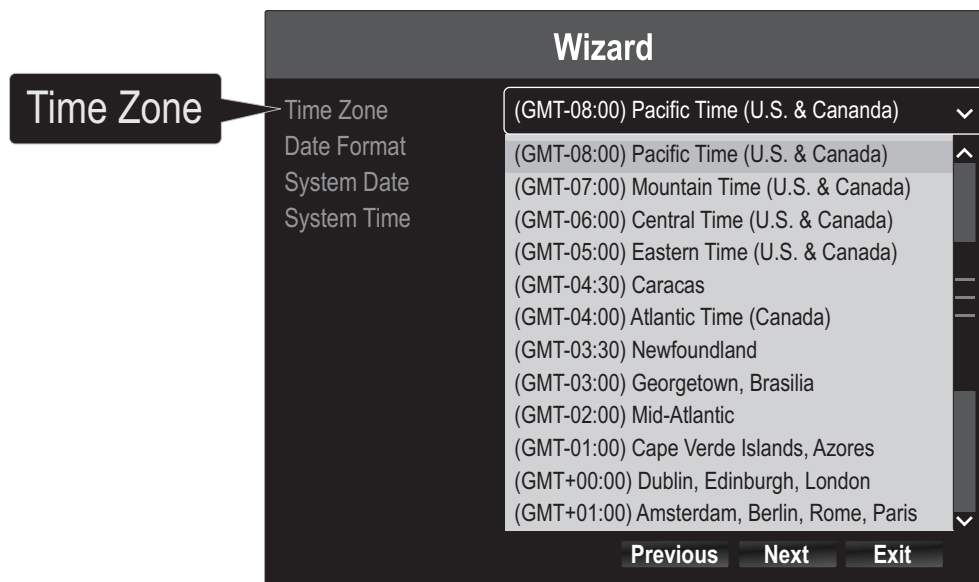 Wizard
Time Zone
Time Zone (GMT-08:00) Pacific Time (U.S. & Cananda)
Date Format
System Date
System Time
(GMT-08:00) Pacific Time (U.S. & Canada)
(GMT-07:00) Mountain Time (U.S. & Canada)
(GMT-06:00) Central Time (U.S. & Canada)
(GMT-05:00) Eastern Time (U.S. & Canada)
(GMT-04:30) Caracas
(GMT-04:00) Atlantic Time (Canada)
(GMT-03:30) Newfoundland
(GMT-03:00) Georgetown, Brasilia
(GMT-02:00) Mid-Atlantic
(GMT-01:00) Cape Verde Islands, Azores
(GMT+00:00) Dublin, Edinburgh, London
(GMT+01:00) Amsterdam, Berlin, Rome, Paris
Previous Next Exit